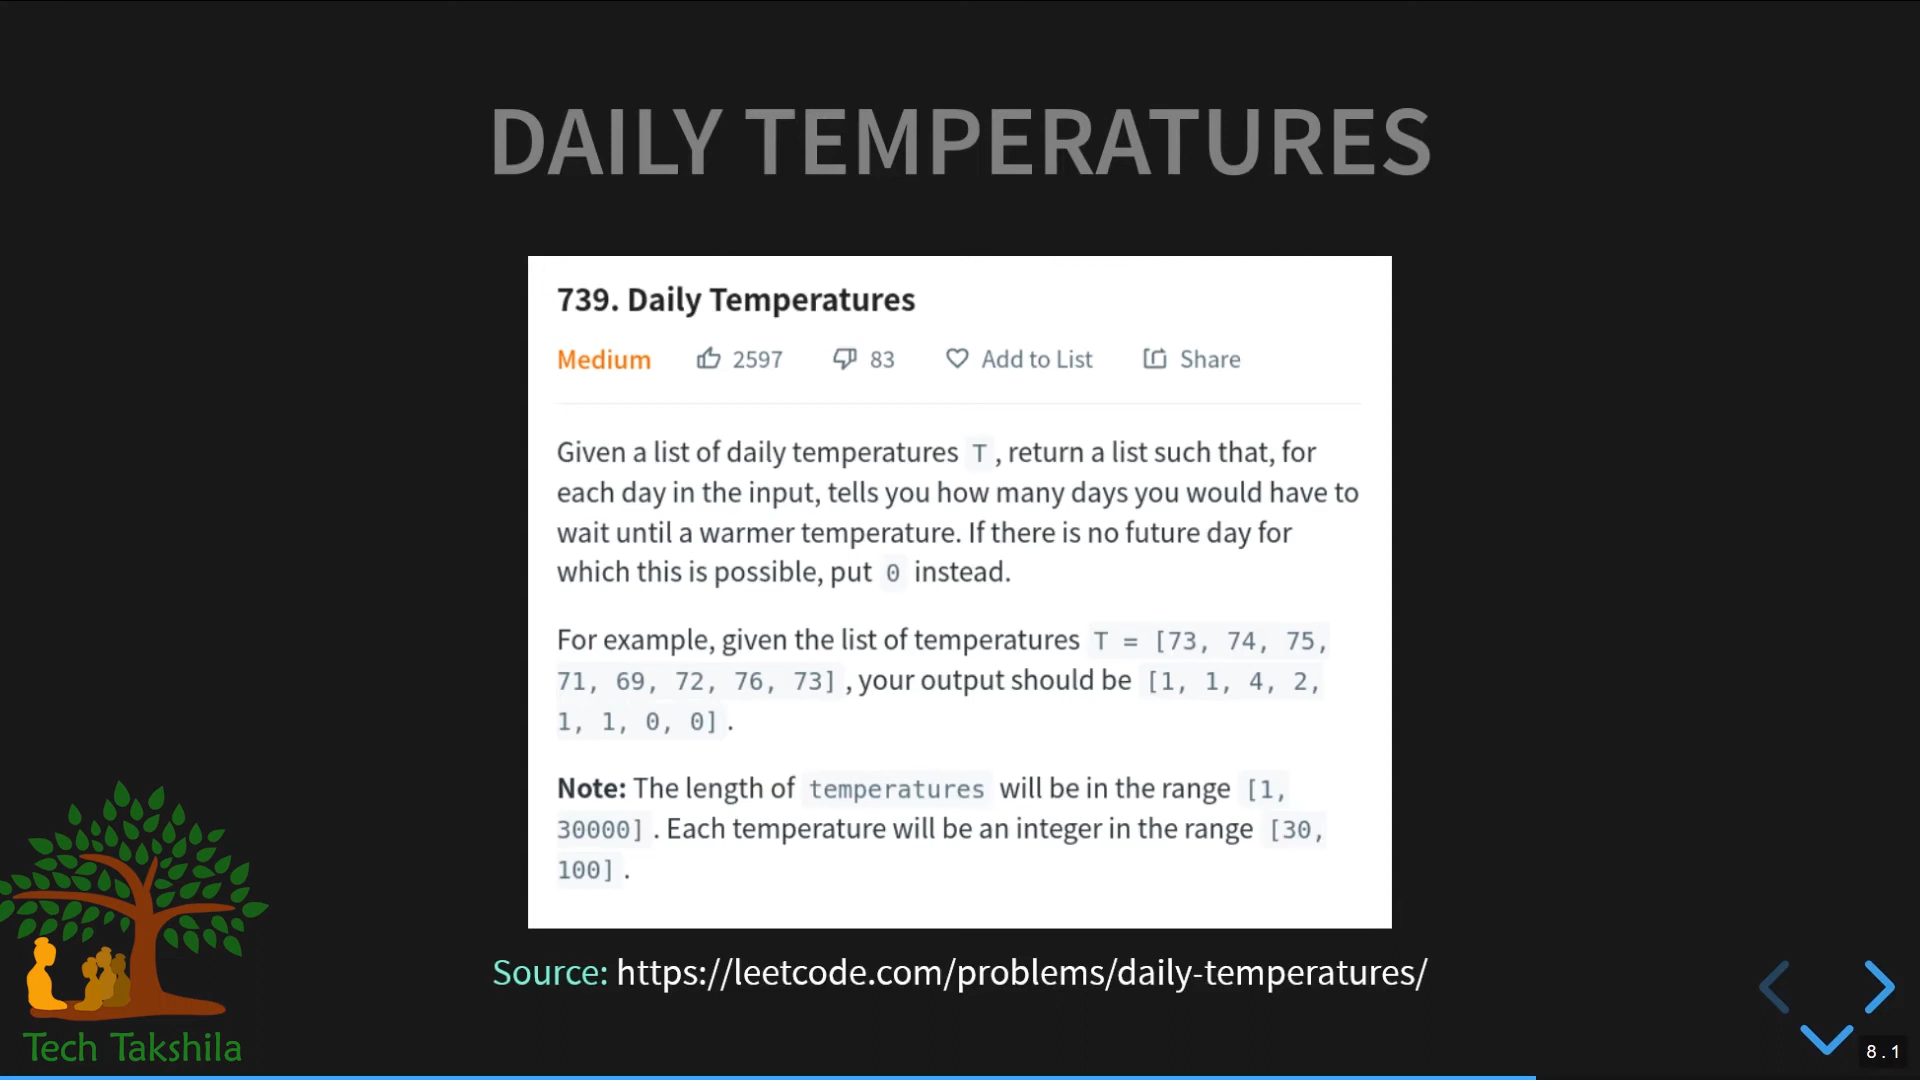 DAILY TEMPERATURES
739. Daily Temperatures
Medium 2597 83 Add to List Share
Given a list of daily temperatures T , return a list such that, for
each day in the input, tells you how many days you would have to
wait until a warmer temperature. If there is no future day for
which this is possible, put 0 instead.
For example, given the list of temperatures T = [73, 74, 75,
71, 69, 72, 76, 73] , your output should be [1, 1, 4, 2,
1, 1, 0, 0] .
Note: The length of temperatures will be in the range [1,
30000] . Each temperature will be an integer in the range [30,
100] .
Source: https://leetcode.com/problems/daily-temperatures/
Tech Takshila
8.1